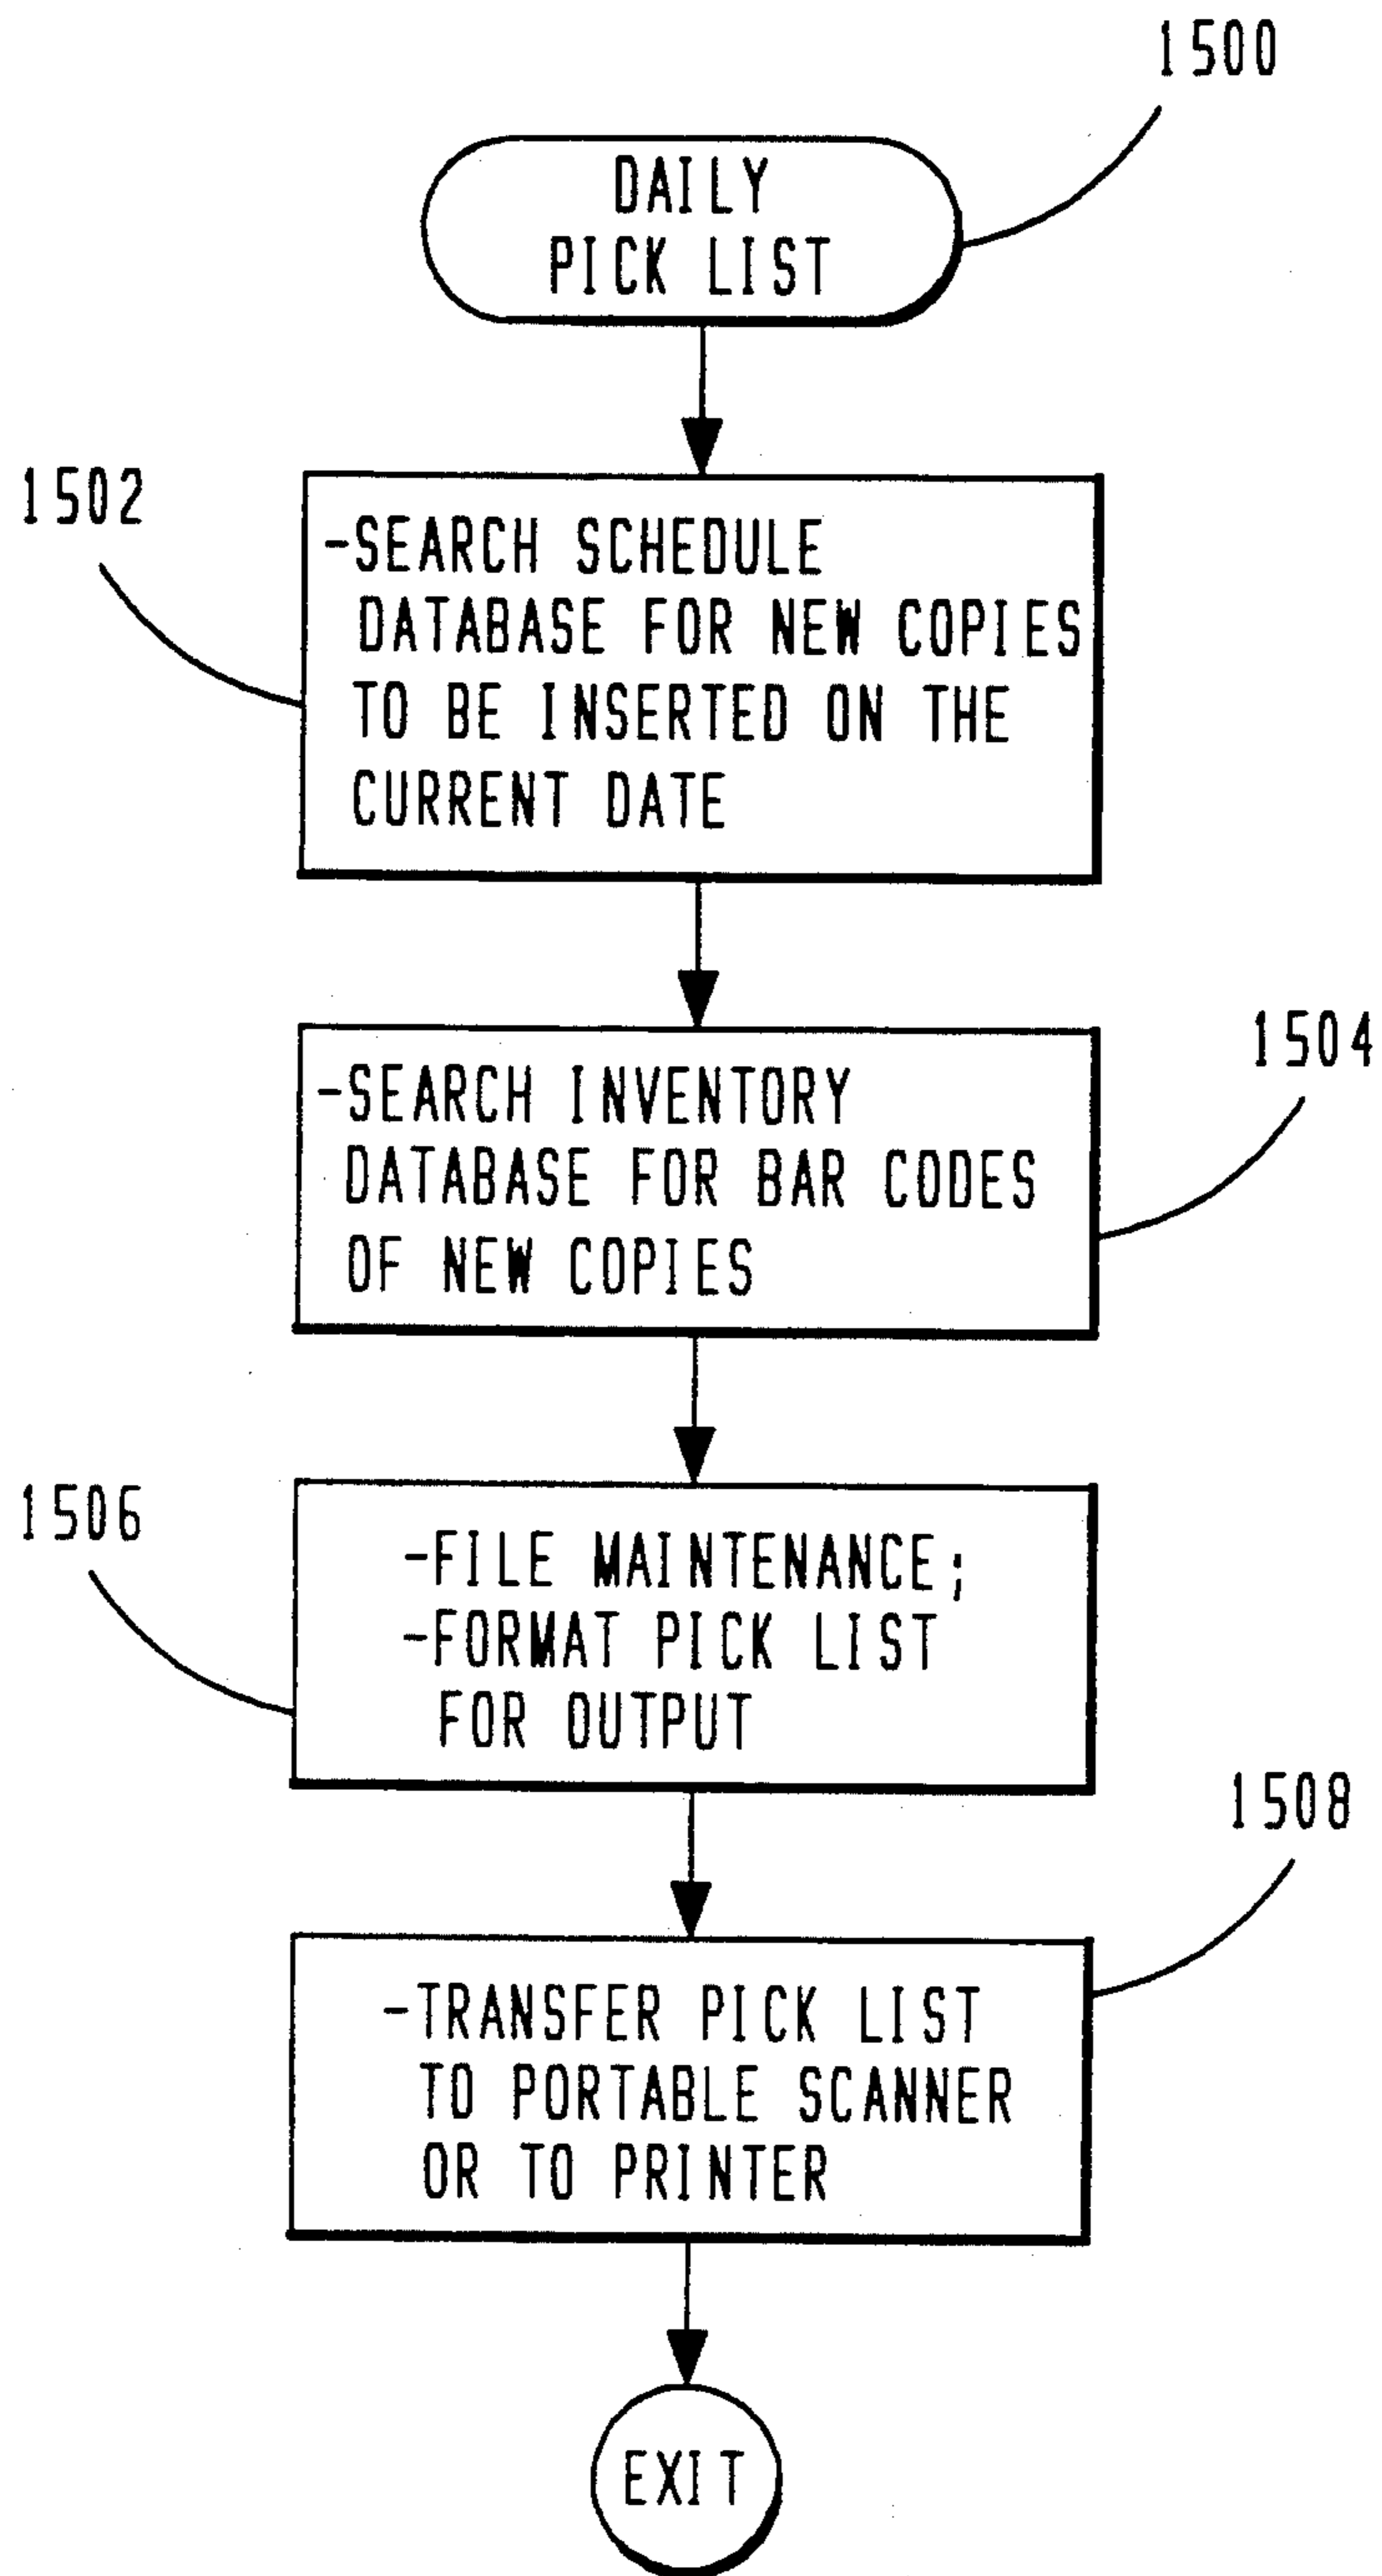 1500
DAILY
PICK LIST
1502
-SEARCH SCHEDULE
DATABASE FOR NEW COPIES
TO BE INSERTED ON THE
CURRENT DATE
1504
-SEARCH INVENTORY
DATABASE FOR BAR CODES
OF NEW COPIES
1506
-FILE MAINTENANCE;
-FORMAT PICK LIST
FOR OUTPUT
1508
-TRANSFER PICK LIST
TO PORTABLE SCANNER
OR TO PRINTER
EXIT